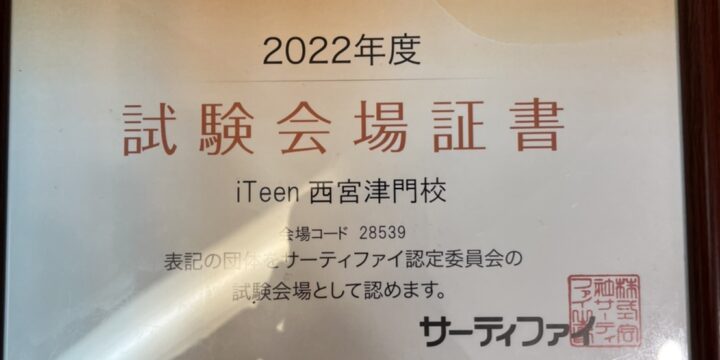 2022年度
試験会場証書
iTeen 西宮津門校
会場コード 28539
表記の団体をサーティファイ認定委員会の
試験会場として認めます。
サーティファイ